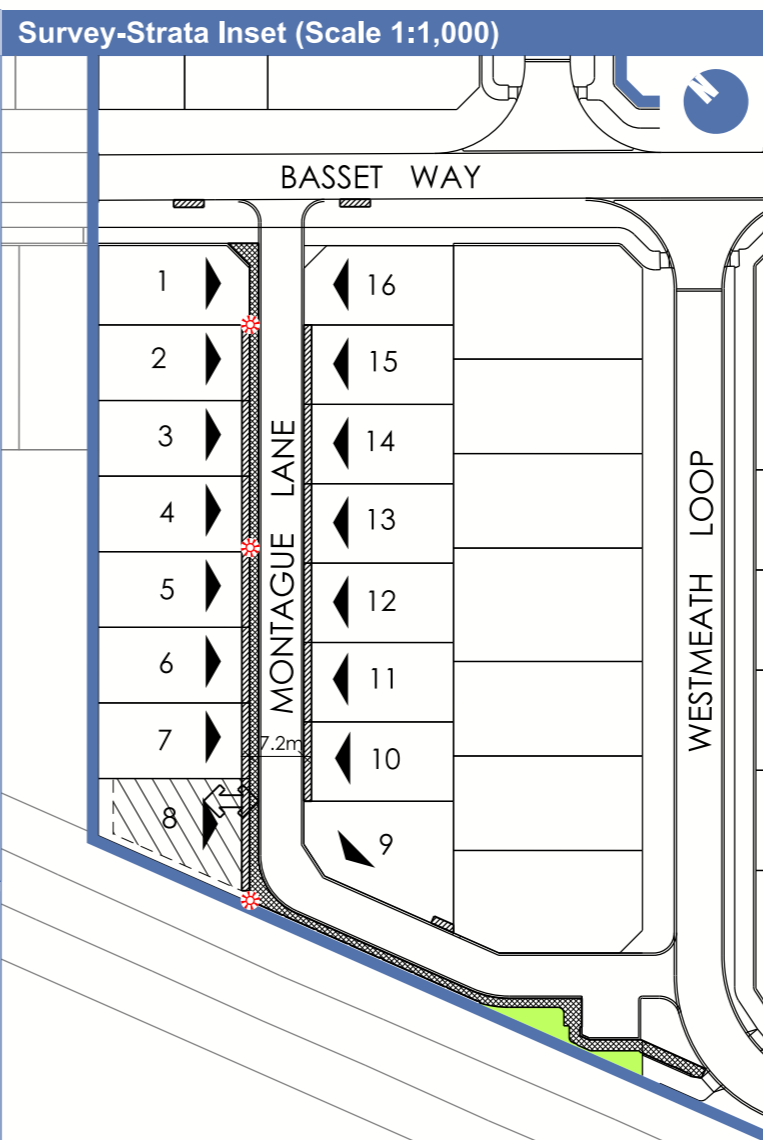 Survey-Strata Inset (Scale 1:1,000)
N
BASSET WAY
1
16
2
15
3
14
4
13
5
12
6
11
7
10
8
9
MONTAGUE LANE
7.2m
WESTMEATH LOOP